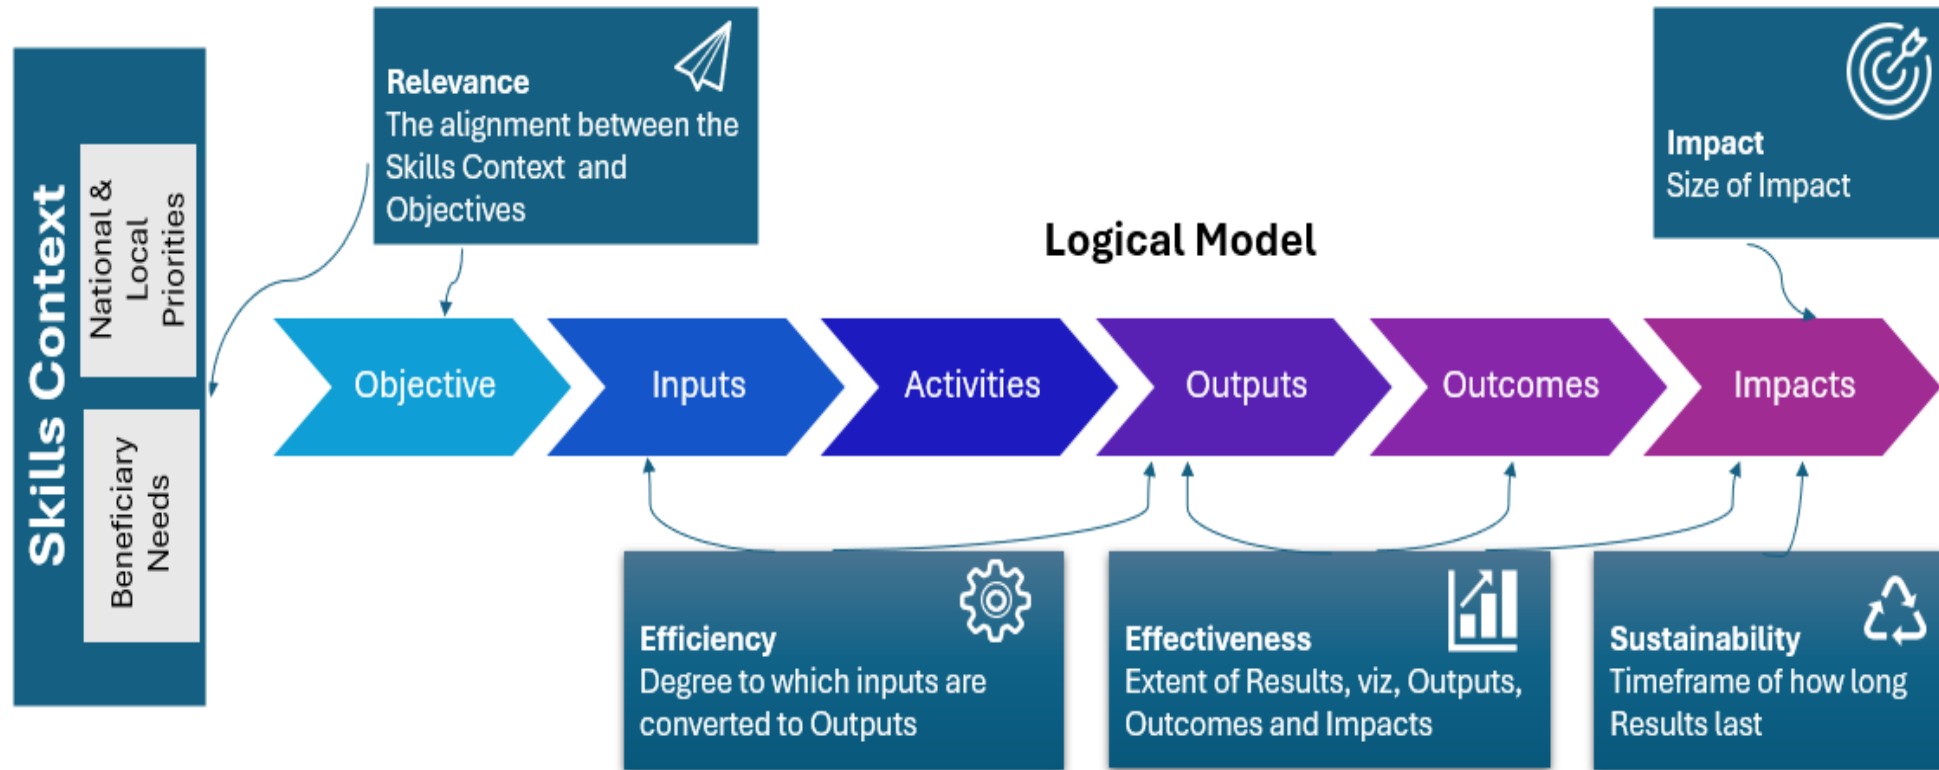 Skills Context
National &
Local
Priorities
Beneficiary
Needs
Relevance
The alignment between the
Skills Context and
Objectives
Impact
Size of Impact
Logical Model
Objective
Inputs
Activities
Outputs
Outcomes
Impacts
Efficiency
Degree to which inputs are
converted to Outputs
Effectiveness
Extent of Results, viz, Outputs,
Outcomes and Impacts
Sustainability
Timeframe of how long
Results last